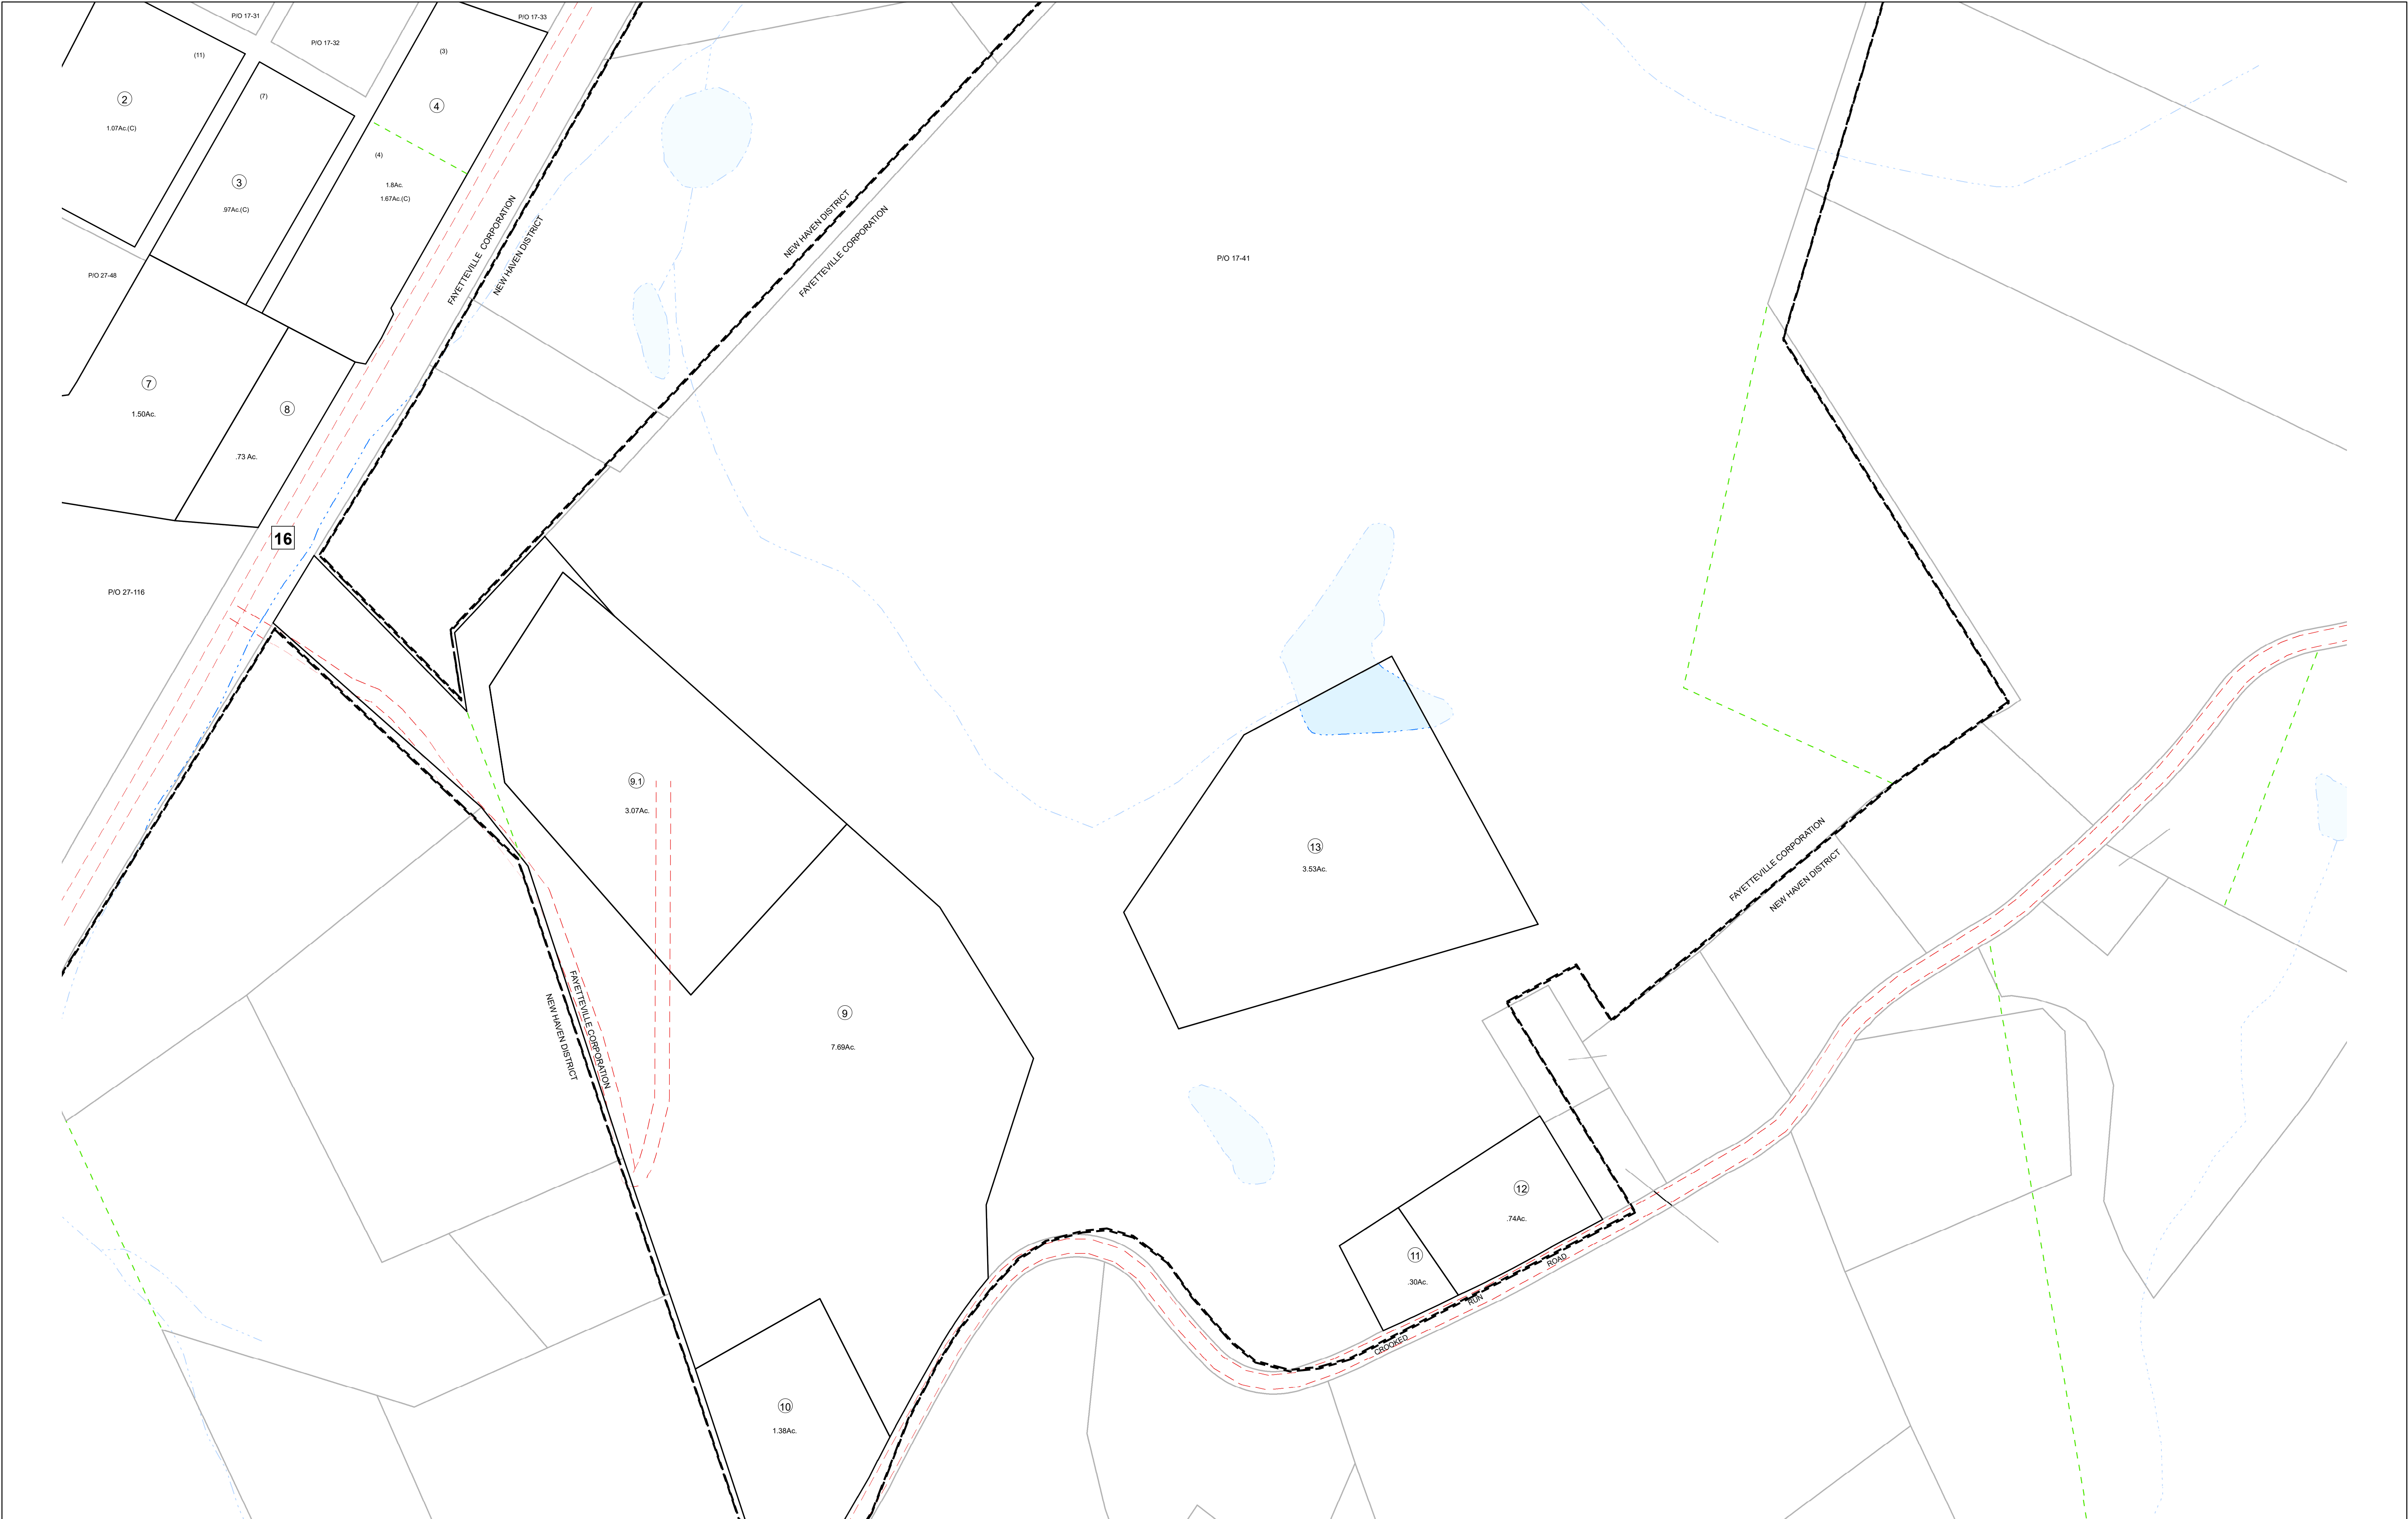 P/O 17-31
P/O 17-33
P/O 17-32
(11)
(3)
(7)
2
4
1.07Ac.(C)
(4)
3
1.8Ac.
1.67Ac.(C)
.97Ac.(C)
FAYETTEVILLE CORPORATION
NEW HAVEN DISTRICT
NEW HAVEN DISTRICT
FAYETTEVILLE CORPORATION
P/O 17-41
P/O 27-48
7
1.50Ac.
8
.73 Ac.
16
P/O 27-116
9.1
3.07Ac.
13
3.53Ac.
FAYETTEVILLE CORPORATION
NEW HAVEN DISTRICT
FAYETTEVILLE CORPORATION
NEW HAVEN DISTRICT
9
7.69Ac.
12
.74Ac.
11
.30Ac.
CROOKED RUN ROAD
10
1.38Ac.